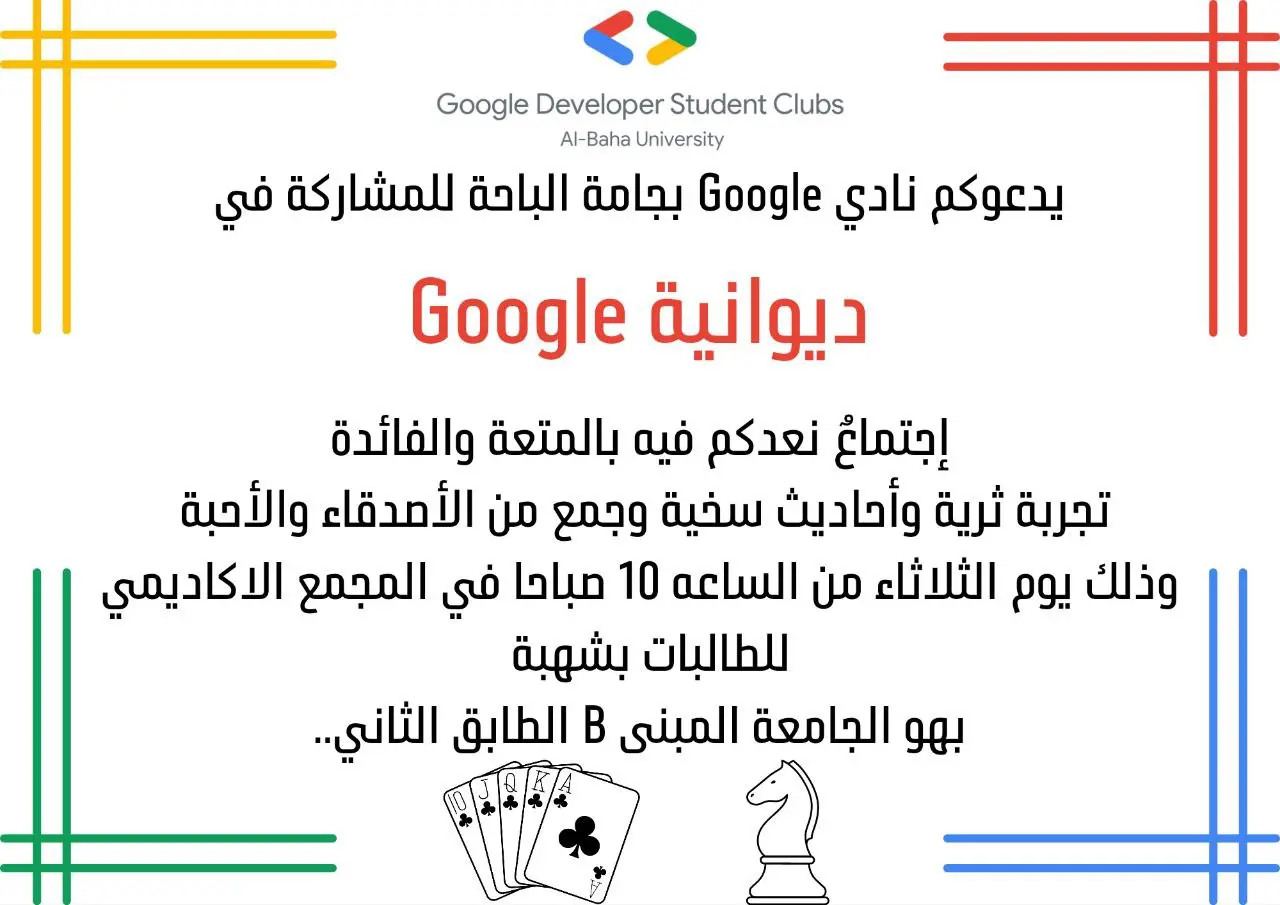 Google Developer Student Clubs
Al-Baha University
يدعوكم نادي Google بجامة الباحة للمشاركة في
ديوانية Google
إجتماعٌ نعدكم فيه بالمتعة والفائدة
تجربة ثرية وأحاديث سخية وجمع من الأصدقاء والأحبة
وذلك يوم الثلاثاء من الساعه 10 صباحا في المجمع الاكاديمي
للطالبات بشهبة
بهو الجامعة المبنى B الطابق الثاني..
10 J Q K A
A